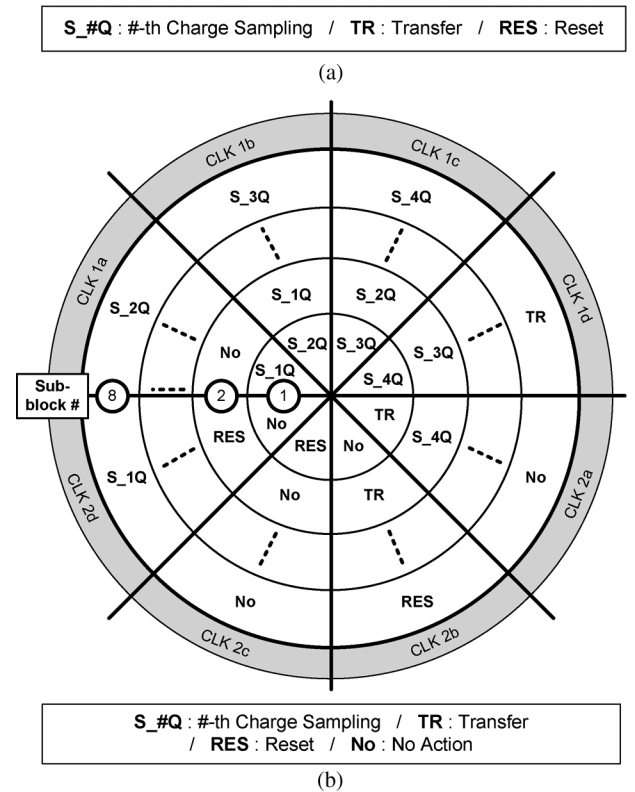 S_#Q : #-th Charge Sampling / TR : Transfer / RES : Reset
(a)
CLK 1b
CLK 1c
S_3Q
S_4Q
CLK 1a
CLK 1d
S_2Q
S_1Q
S_2Q
TR
No
S_2Q
S_3Q
S_3Q
S_1Q
S_4Q
Sub-
block #
8
2
1
RES
No
TR
S_4Q
S_1Q
RES
No
No
No
TR
CLK 2d
CLK 2a
No
RES
CLK 2c
CLK 2b
S_#Q : #-th Charge Sampling / TR : Transfer
/ RES : Reset / No : No Action
(b)